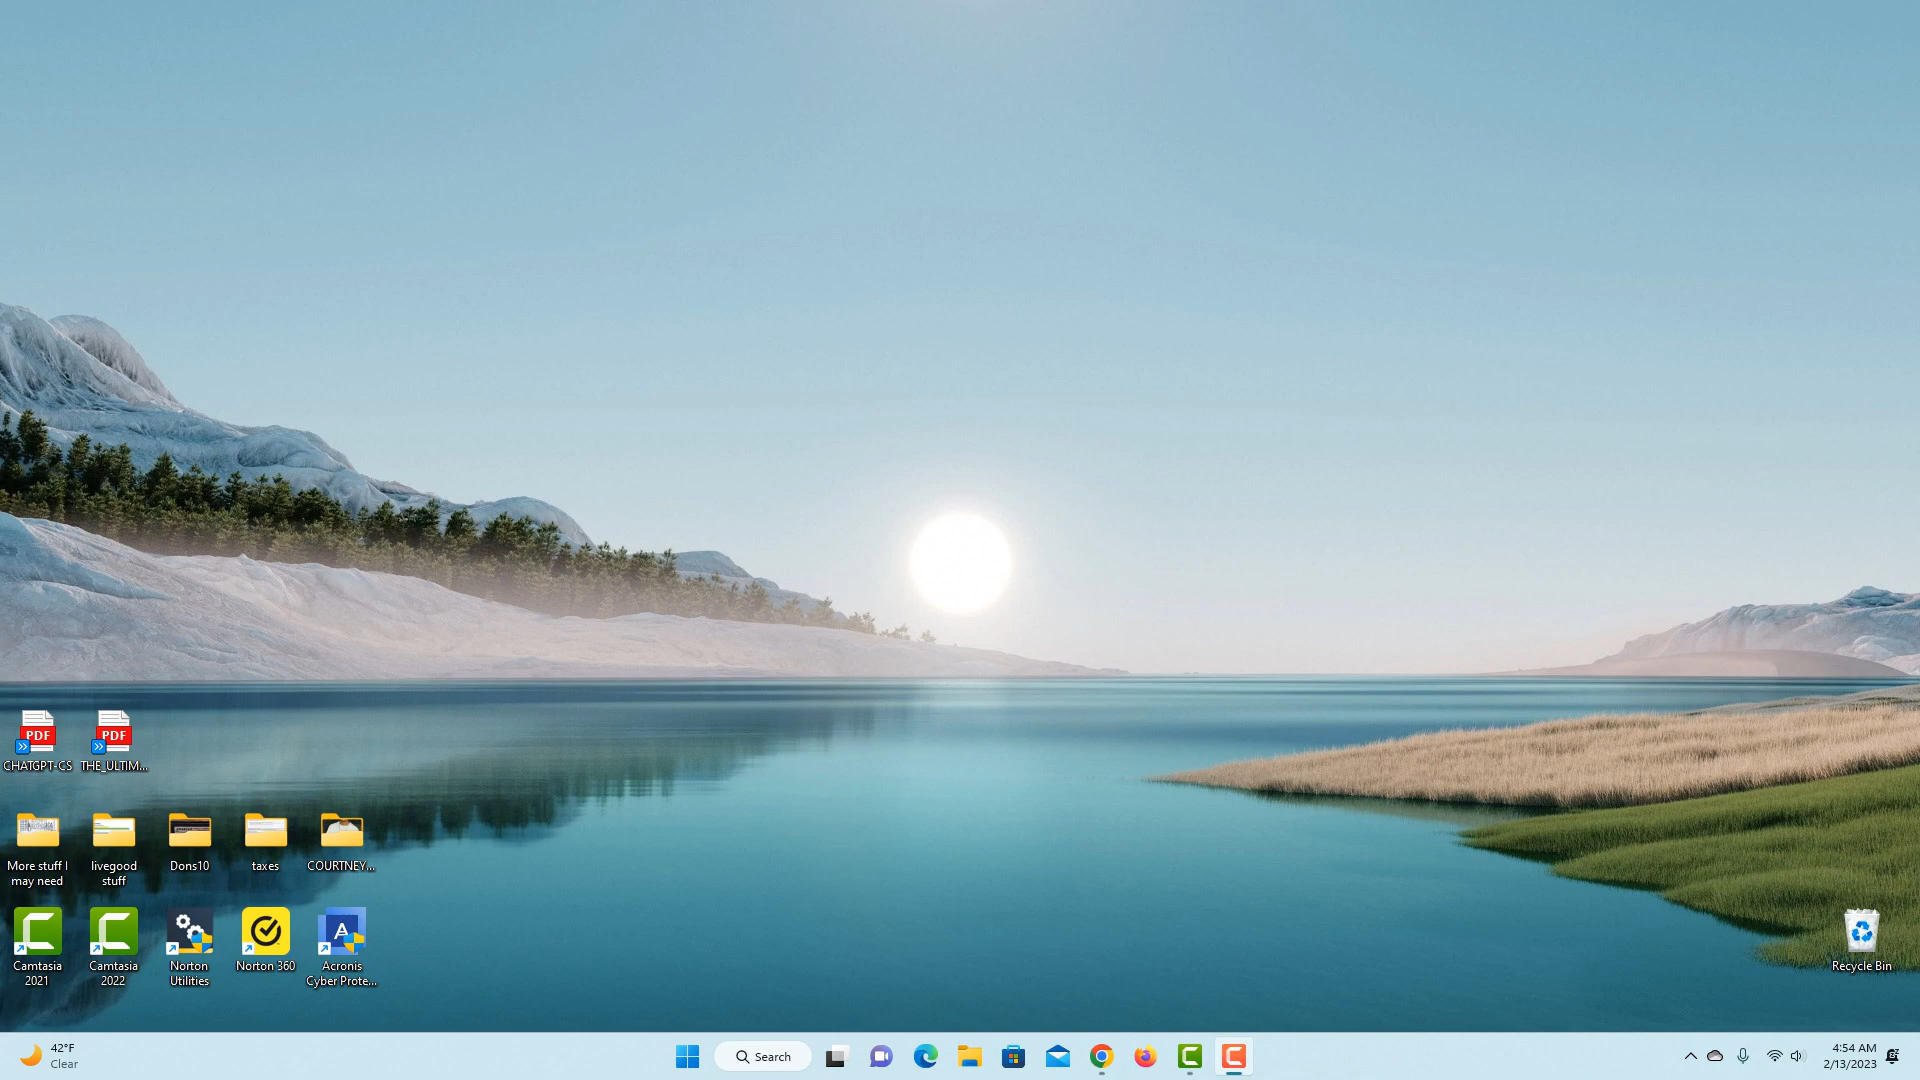 PDF
PDF
CHATGPT-CS
THE_ULTIM...
More stuff I
may need
livegood
stuff
Dons10
taxes
COURTNEY...
Camtasia
2021
Camtasia
2022
Norton
Utilities
Norton 360
A
Acronis
Cyber Prote...
Recycle Bin
42°F
Clear
Search
4:54 AM
2/13/2023